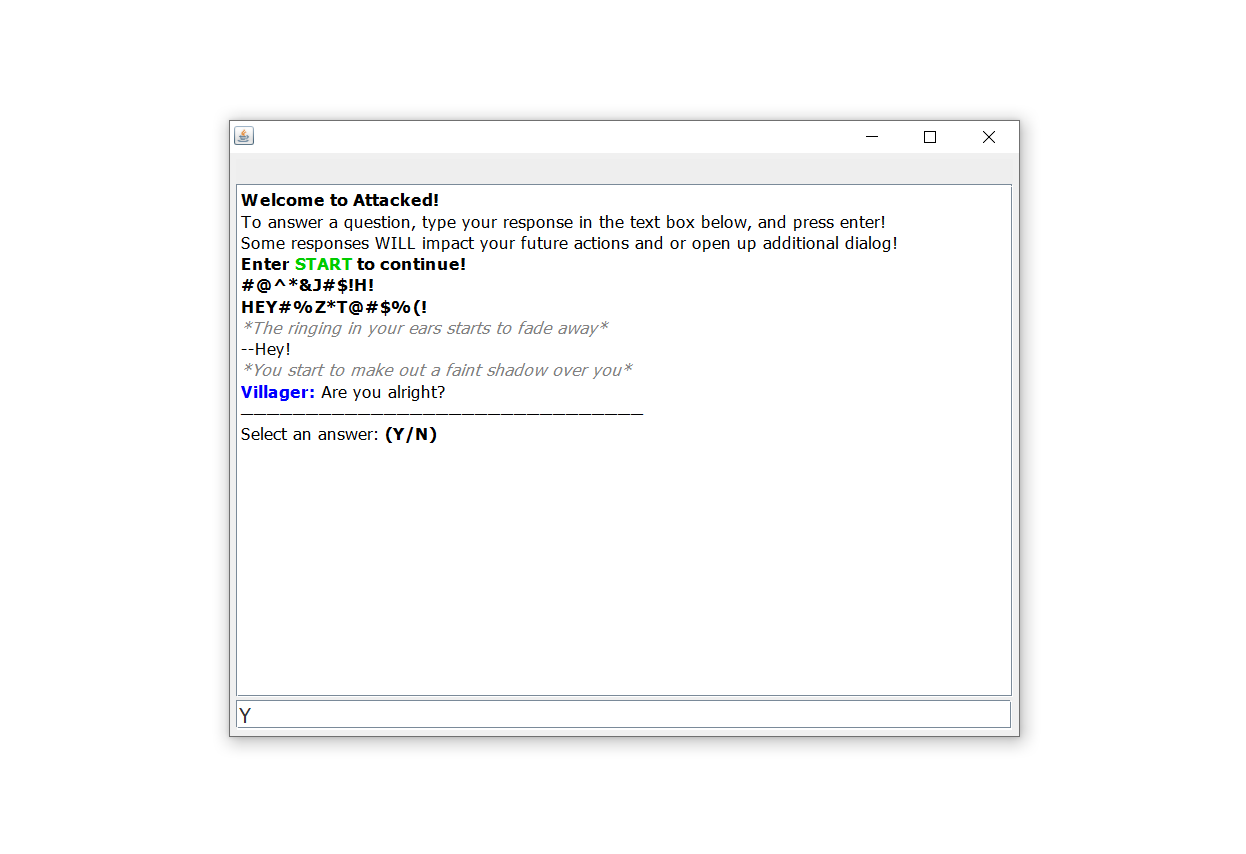 Welcome to Attacked!
To answer a question, type your response in the text box below, and press enter!
Some responses WILL impact your future actions and or open up additional dialog!
Enter START to continue!
#@^*&J#$!H!
HEY#%Z*T@#$%(!
*The ringing in your ears starts to fade away*
--Hey!
*You start to make out a faint shadow over you*
Villager: Are you alright?
--------------------------------
Select an answer: (Y/N)
Y